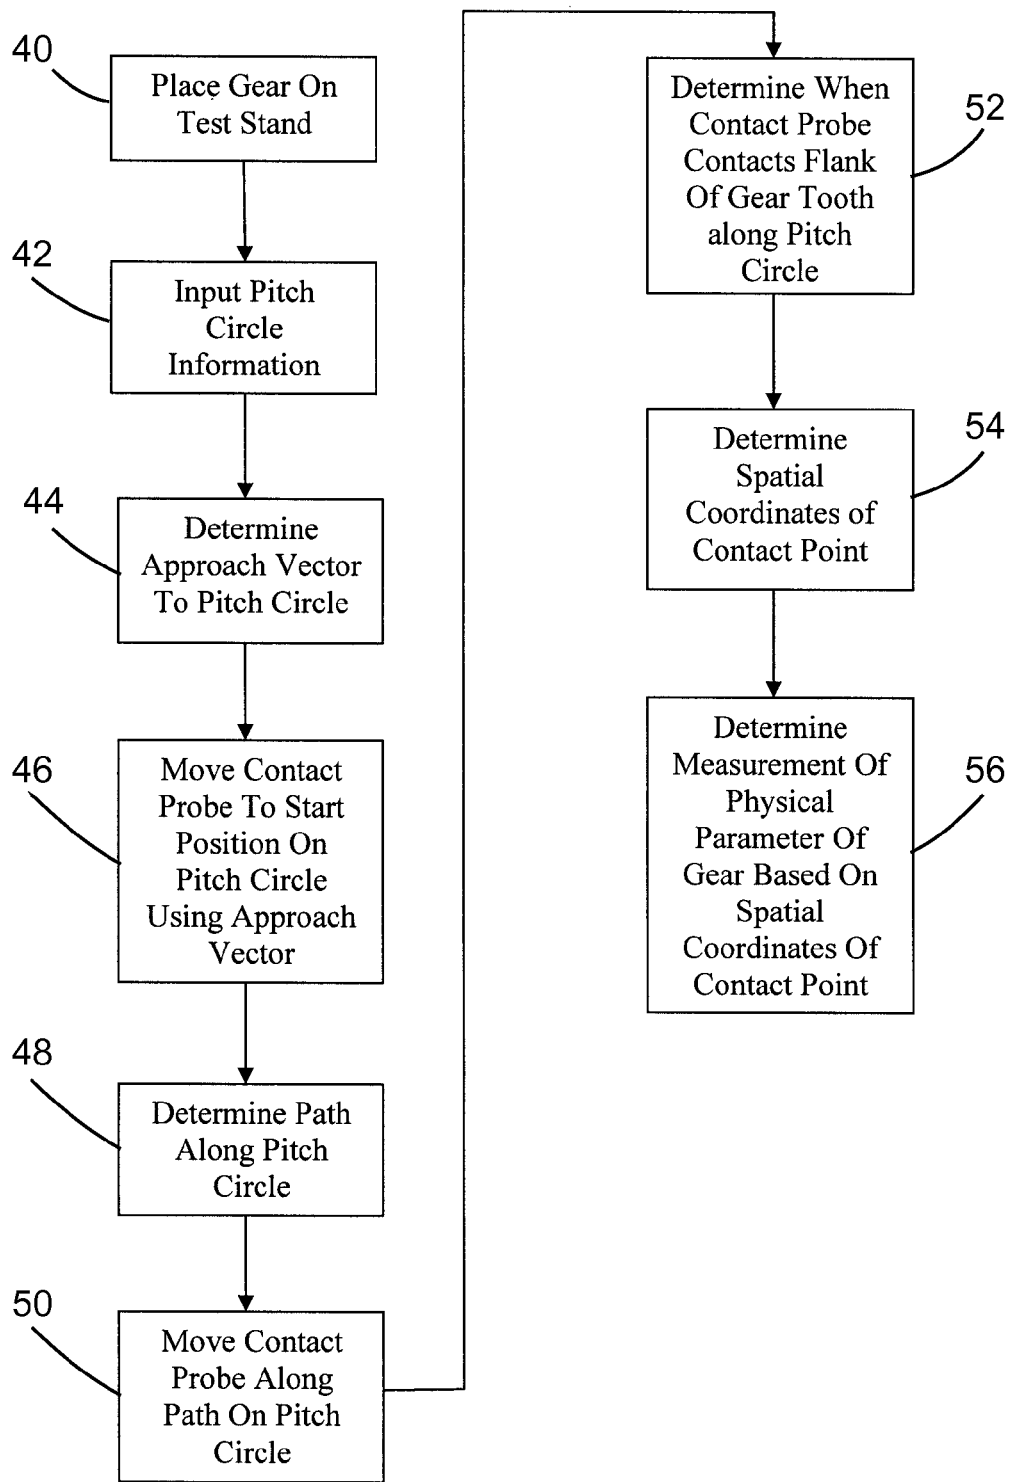 40
Place Gear On
Test Stand
42
Input Pitch
Circle
Information
44
Determine
Approach Vector
To Pitch Circle
46
Move Contact
Probe To Start
Position On
Pitch Circle
Using Approach
Vector
48
Determine Path
Along Pitch
Circle
50
Move Contact
Probe Along
Path On Pitch
Circle
52
Determine When
Contact Probe
Contacts Flank
Of Gear Tooth
along Pitch
Circle
54
Determine
Spatial
Coordinates of
Contact Point
56
Determine
Measurement Of
Physical
Parameter Of
Gear Based On
Spatial
Coordinates Of
Contact Point